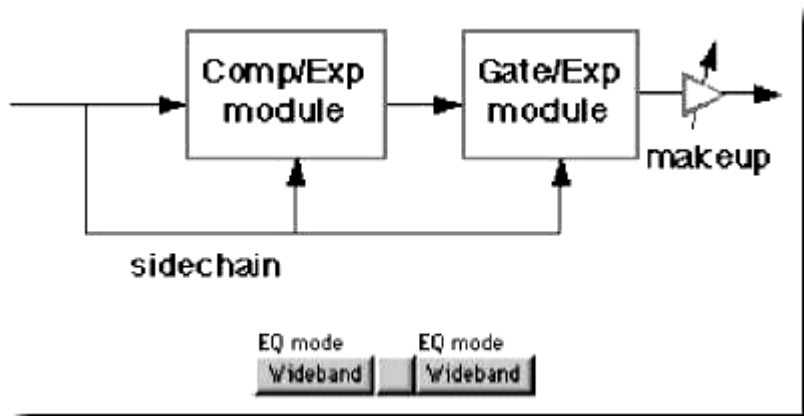 Comp/Exp
module
Gate/Exp
module
makeup
sidechain
EQ mode
EQ mode
Wideband
Wideband